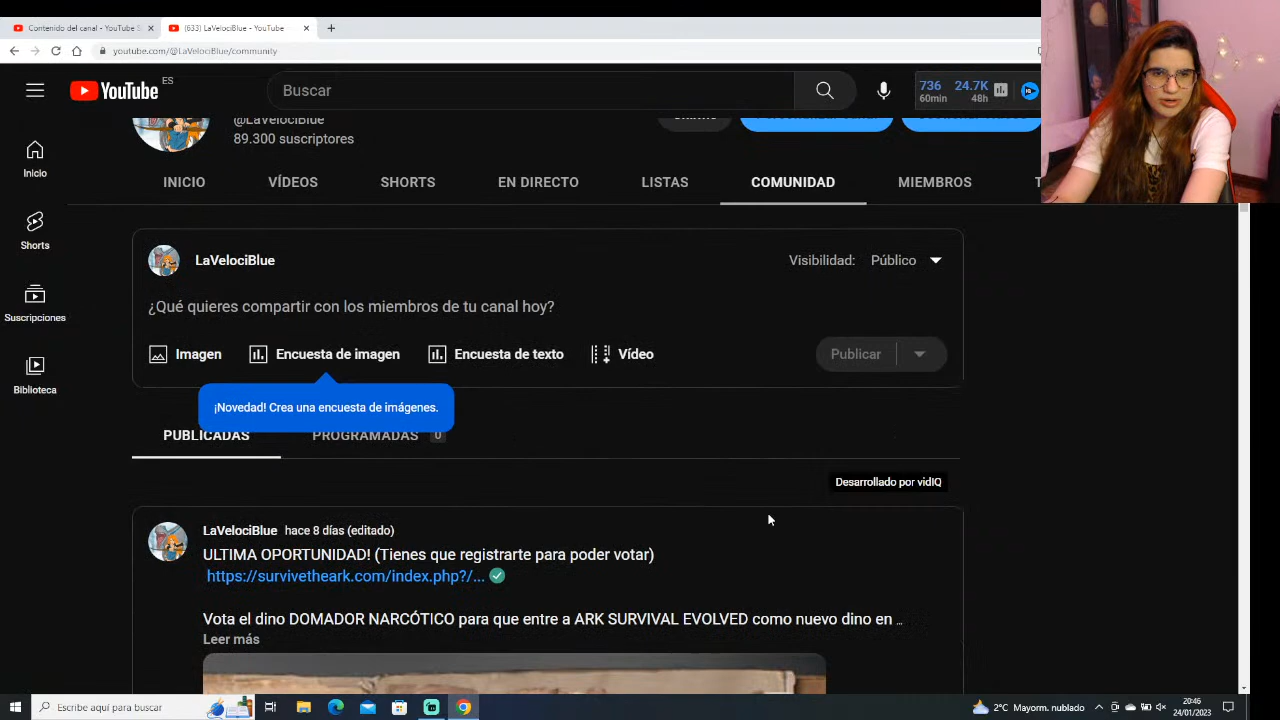 Contenido del canal - YouTube S
(633) LaVelociBlue - YouTube
youtube.com/@LaVelociBlue/community
YouTube ES
Buscar
736 60min
24.7K 48h
@LaVelociBlue
89.300 suscriptores
INICIO VÍDEOS SHORTS EN DIRECTO LISTAS COMUNIDAD MIEMBROS
Inicio
Shorts
Suscripciones
Biblioteca
LaVelociBlue
Visibilidad: Público
¿Qué quieres compartir con los miembros de tu canal hoy?
Imagen Encuesta de imagen Encuesta de texto Vídeo
Publicar
¡Novedad! Crea una encuesta de imágenes.
PUBLICADAS PROGRAMADAS 0
Desarrollado por vidIQ
LaVelociBlue hace 8 días (editado)
ULTIMA OPORTUNIDAD! (Tienes que registrarte para poder votar)
https://survivetheark.com/index.php?/...
Vota el dino DOMADOR NARCÓTICO para que entre a ARK SURVIVAL EVOLVED como nuevo dino en ...
Leer más
Escribe aquí para buscar
2°C Mayorm. nublado
20:46
24/01/2023